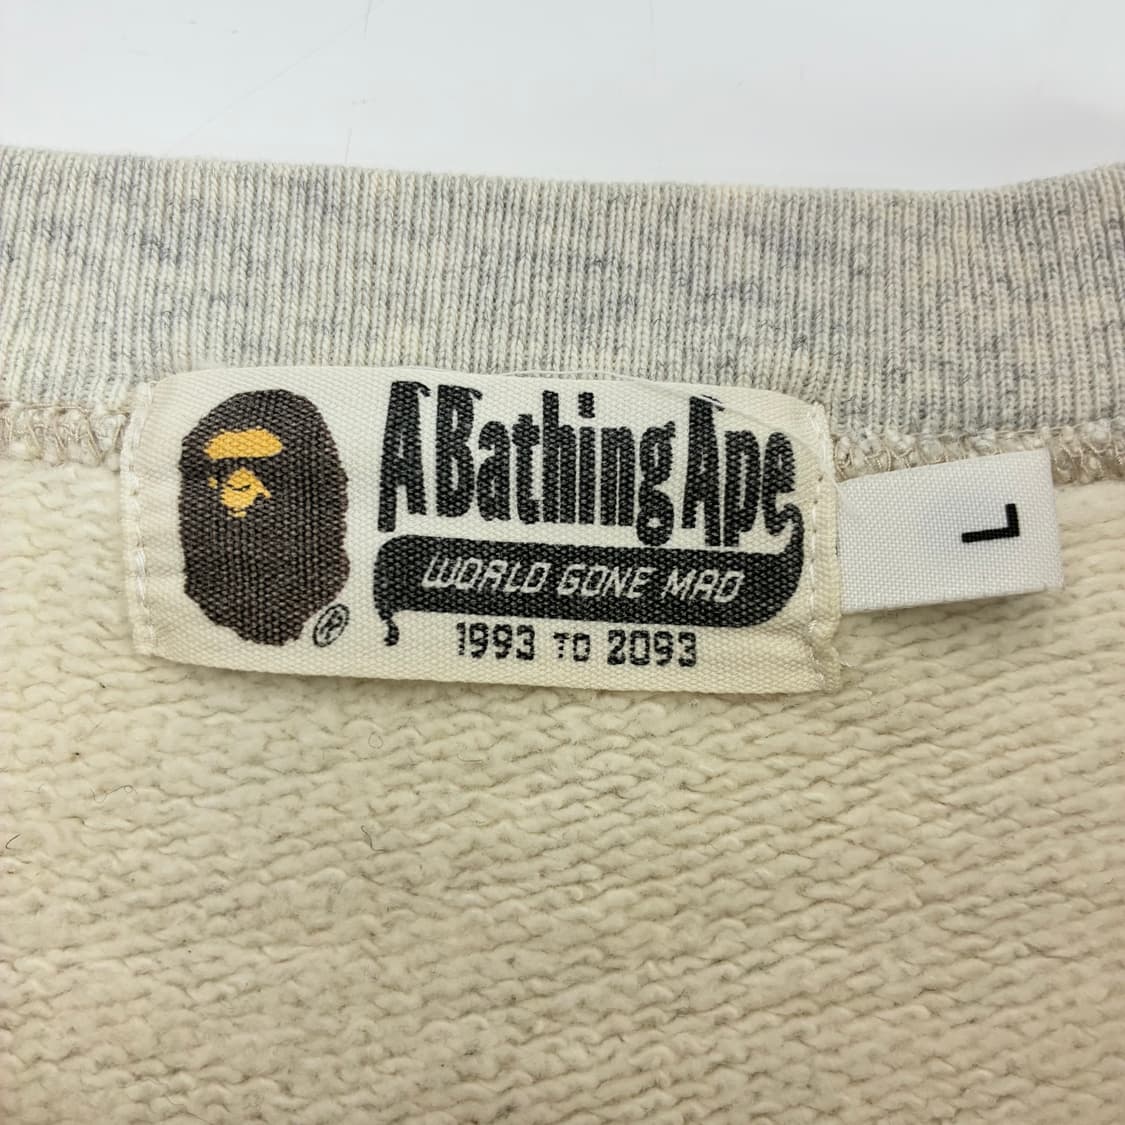 A Bathing Ape
WORLD GONE MAD
1993 TO 2093
®
L